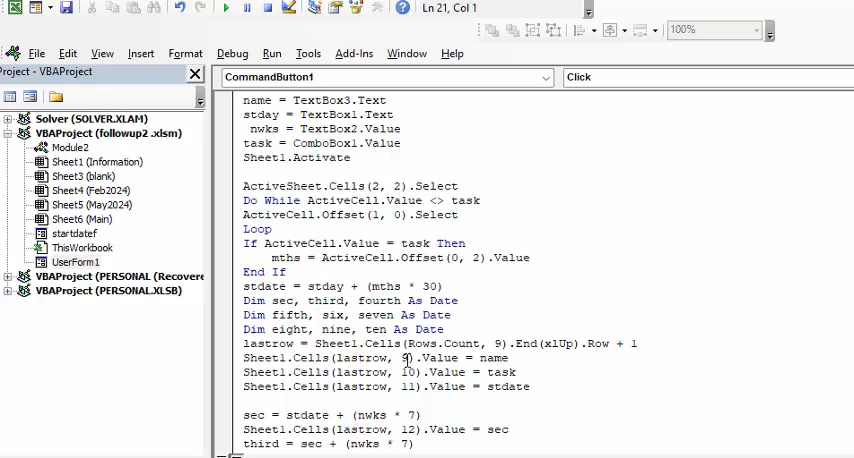 Ln 21, Col 1
100%
File Edit View Insert Format Debug Run Tools Add-Ins Window Help
Project - VBAProject
CommandButton1
Click
Solver (SOLVER.XLAM)
VBAProject (followup2 .xlsm)
Module2
Sheet1 (Information)
Sheet3 (blank)
Sheet4 (Feb2024)
Sheet5 (May2024)
Sheet6 (Main)
startdatef
ThisWorkbook
UserForm1
VBAProject (PERSONAL (Recovere
VBAProject (PERSONAL.XLSB)
name = TextBox3.Text
stday = TextBox1.Text
nwks = TextBox2.Value
task = ComboBox1.Value
Sheet1.Activate
ActiveSheet.Cells(2, 2).Select
Do While ActiveCell.Value <> task
ActiveCell.Offset(1, 0).Select
Loop
If ActiveCell.Value = task Then
mths = ActiveCell.Offset(0, 2).Value
End If
stdate = stday + (mths * 30)
Dim sec, third, fourth As Date
Dim fifth, six, seven As Date
Dim eight, nine, ten As Date
lastrow = Sheet1.Cells(Rows.Count, 9).End(xlUp).Row + 1
Sheet1.Cells(lastrow, 9).Value = name
Sheet1.Cells(lastrow, 10).Value = task
Sheet1.Cells(lastrow, 11).Value = stdate
sec = stdate + (nwks * 7)
Sheet1.Cells(lastrow, 12).Value = sec
third = sec + (nwks * 7)